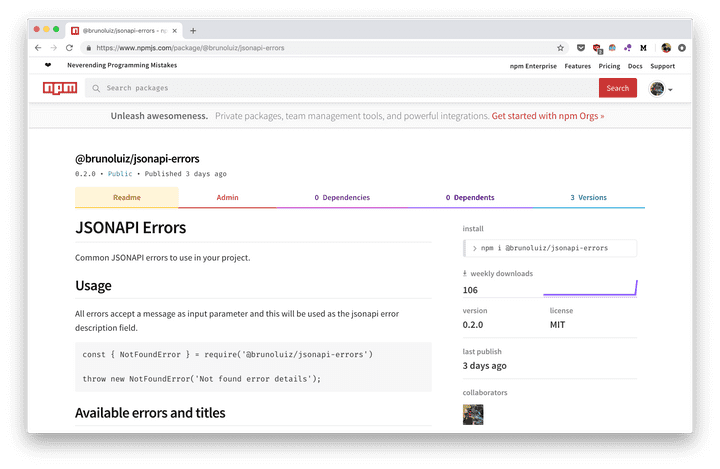 @brunoluiz/jsonapi-errors - np
https://www.npmjs.com/package/@brunoluiz/jsonapi-errors
❤ Neverending Programming Mistakes
npm Enterprise Features Pricing Docs Support
npm Search packages Search
Unleash awesomeness. Private packages, team management tools, and powerful integrations. Get started with npm Orgs »
@brunoluiz/jsonapi-errors
0.2.0 • Public • Published 3 days ago
Readme Admin 0 Dependencies 0 Dependents 3 Versions
JSONAPI Errors
Common JSONAPI errors to use in your project.
Usage
All errors accept a message as input parameter and this will be used as the jsonapi error
description field.
const { NotFoundError } = require('@brunoluiz/jsonapi-errors')
throw new NotFoundError('Not found error details');
Available errors and titles
install
> npm i @brunoluiz/jsonapi-errors
weekly downloads
106
version license
0.2.0 MIT
last publish
3 days ago
collaborators